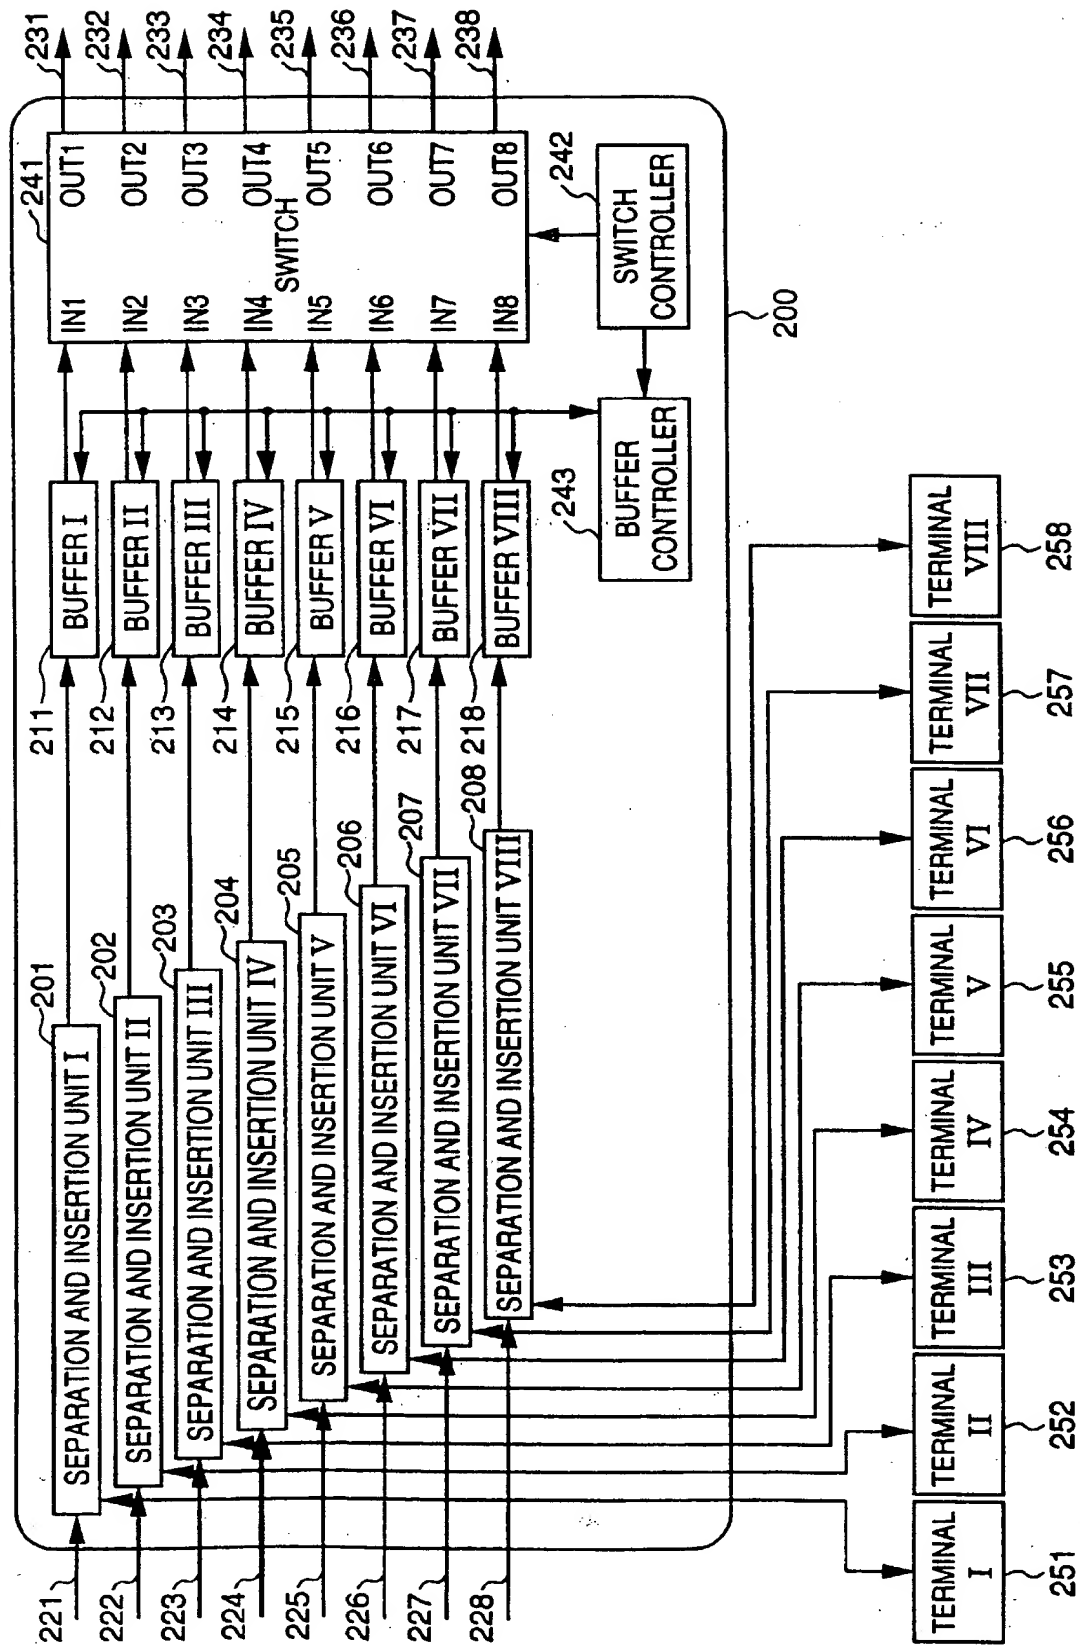 221
222
223
224
225
226
227
228
SEPARATION AND INSERTION UNIT I
201
SEPARATION AND INSERTION UNIT II
202
SEPARATION AND INSERTION UNIT III
203
SEPARATION AND INSERTION UNIT IV
204
SEPARATION AND INSERTION UNIT V
205
SEPARATION AND INSERTION UNIT VI
206
SEPARATION AND INSERTION UNIT VII
207
SEPARATION AND INSERTION UNIT VIII
208
211
BUFFER I
212
BUFFER II
213
BUFFER III
214
BUFFER IV
215
BUFFER V
216
BUFFER VI
217
BUFFER VII
218
BUFFER VIII
241
SWITCH
IN1
IN2
IN3
IN4
IN5
IN6
IN7
IN8
OUT1
OUT2
OUT3
OUT4
OUT5
OUT6
OUT7
OUT8
231
232
233
234
235
236
237
238
243
BUFFER
CONTROLLER
242
SWITCH
CONTROLLER
200
TERMINAL
I
251
TERMINAL
II
252
TERMINAL
III
253
TERMINAL
IV
254
TERMINAL
V
255
TERMINAL
VI
256
TERMINAL
VII
257
TERMINAL
VIII
258